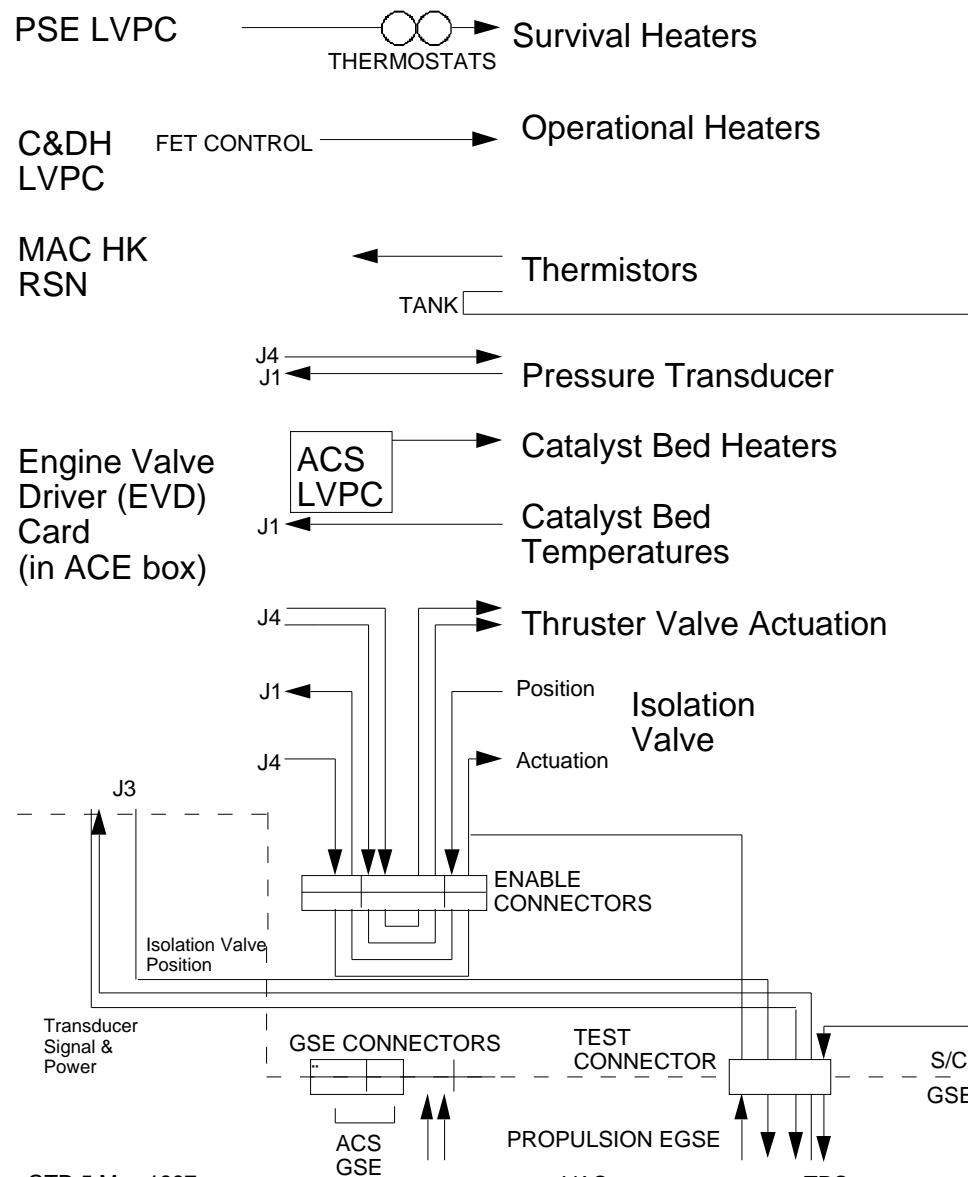 PSE LVPC
THERMOSTATS
Survival Heaters
C&DH
LVPC
FET CONTROL
Operational Heaters
MAC HK
RSN
Thermistors
TANK
J4
J1
Pressure Transducer
Engine Valve
Driver (EVD)
Card
(in ACE box)
ACS
LVPC
Catalyst Bed Heaters
J1
Catalyst Bed
Temperatures
J4
Thruster Valve Actuation
J1
Position
Isolation
Valve
J4
Actuation
J3
ENABLE
CONNECTORS
Isolation Valve
Position
Transducer
Signal &
Power
GSE CONNECTORS
TEST
CONNECTOR
S/C
GSE
ACS
GSE
PROPULSION EGSE